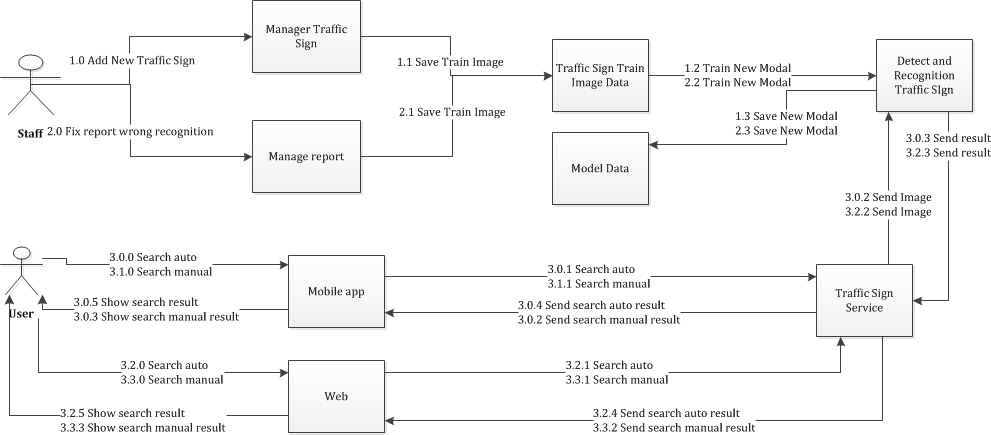 Manager Traffic
Sign
1.0 Add New Traffic Sign
1.1 Save Train Image
Traffic Sign Train
Image Data
1.2 Train New Modal
2.2 Train New Modal
Detect and
Recognition
Traffic SIgn
Staff
2.0 Fix report wrong recognition
2.1 Save Train Image
1.3 Save New Modal
2.3 Save New Modal
3.0.3 Send result
3.2.3 Send result
Manage report
Model Data
3.0.2 Send Image
3.2.2 Send Image
3.0.0 Search auto
3.1.0 Search manual
3.0.1 Search auto
3.1.1 Search manual
Mobile app
Traffic Sign
Service
User
3.0.5 Show search result
3.0.3 Show search manual result
3.0.4 Send search auto result
3.0.2 Send search manual result
3.2.0 Search auto
3.3.0 Search manual
3.2.1 Search auto
3.3.1 Search manual
Web
3.2.5 Show search result
3.3.3 Show search manual result
3.2.4 Send search auto result
3.3.2 Send search manual result